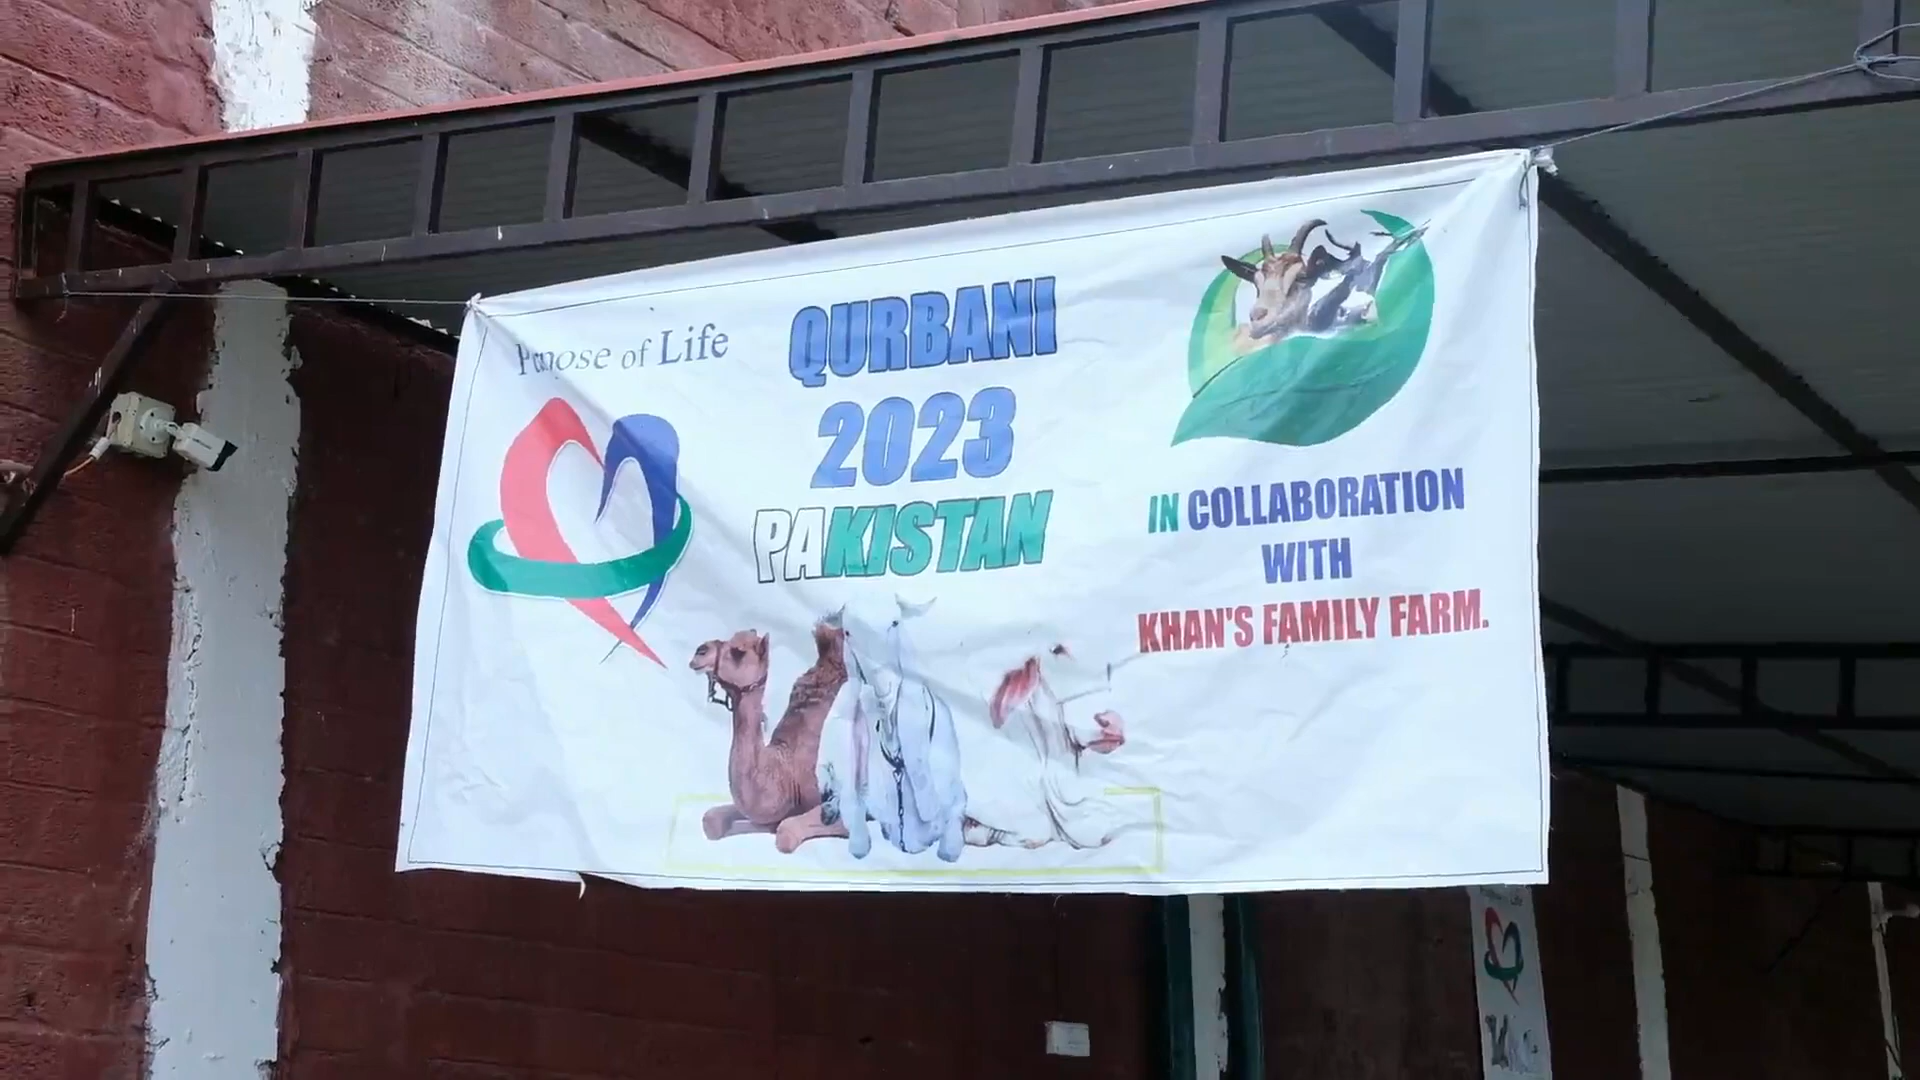 Purpose of Life
QURBANI
2023
PAKISTAN
IN COLLABORATION
WITH
KHAN'S FAMILY FARM.